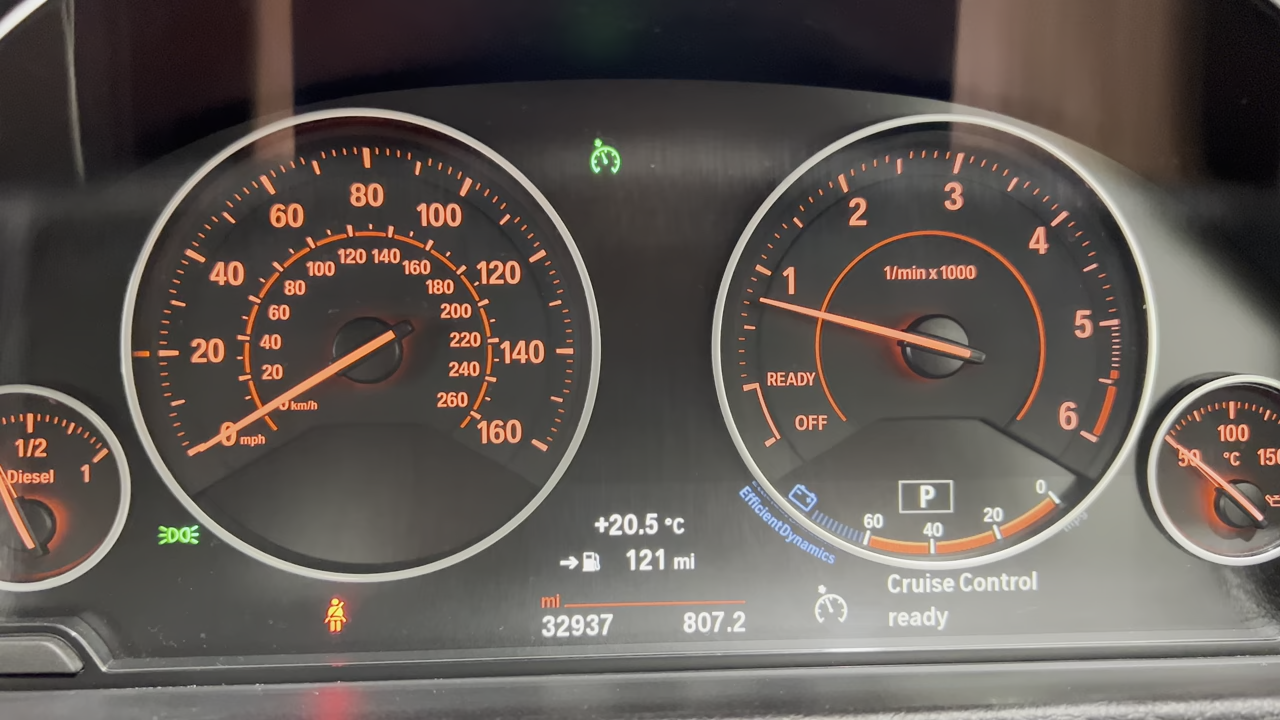 20
40
60
80
100
120
140
160
0 mph
20
40
60
80
100
120
140
160
180
200
220
240
260
0 km/h
1/2
1
Diesel
+20.5 °C
121 mi
mi
32937 807.2
1
2
3
4
5
6
1/min x 1000
READY
OFF
P
EfficientDynamics
60
40
20
0
mpg
Cruise Control
ready
50
100
150
°C